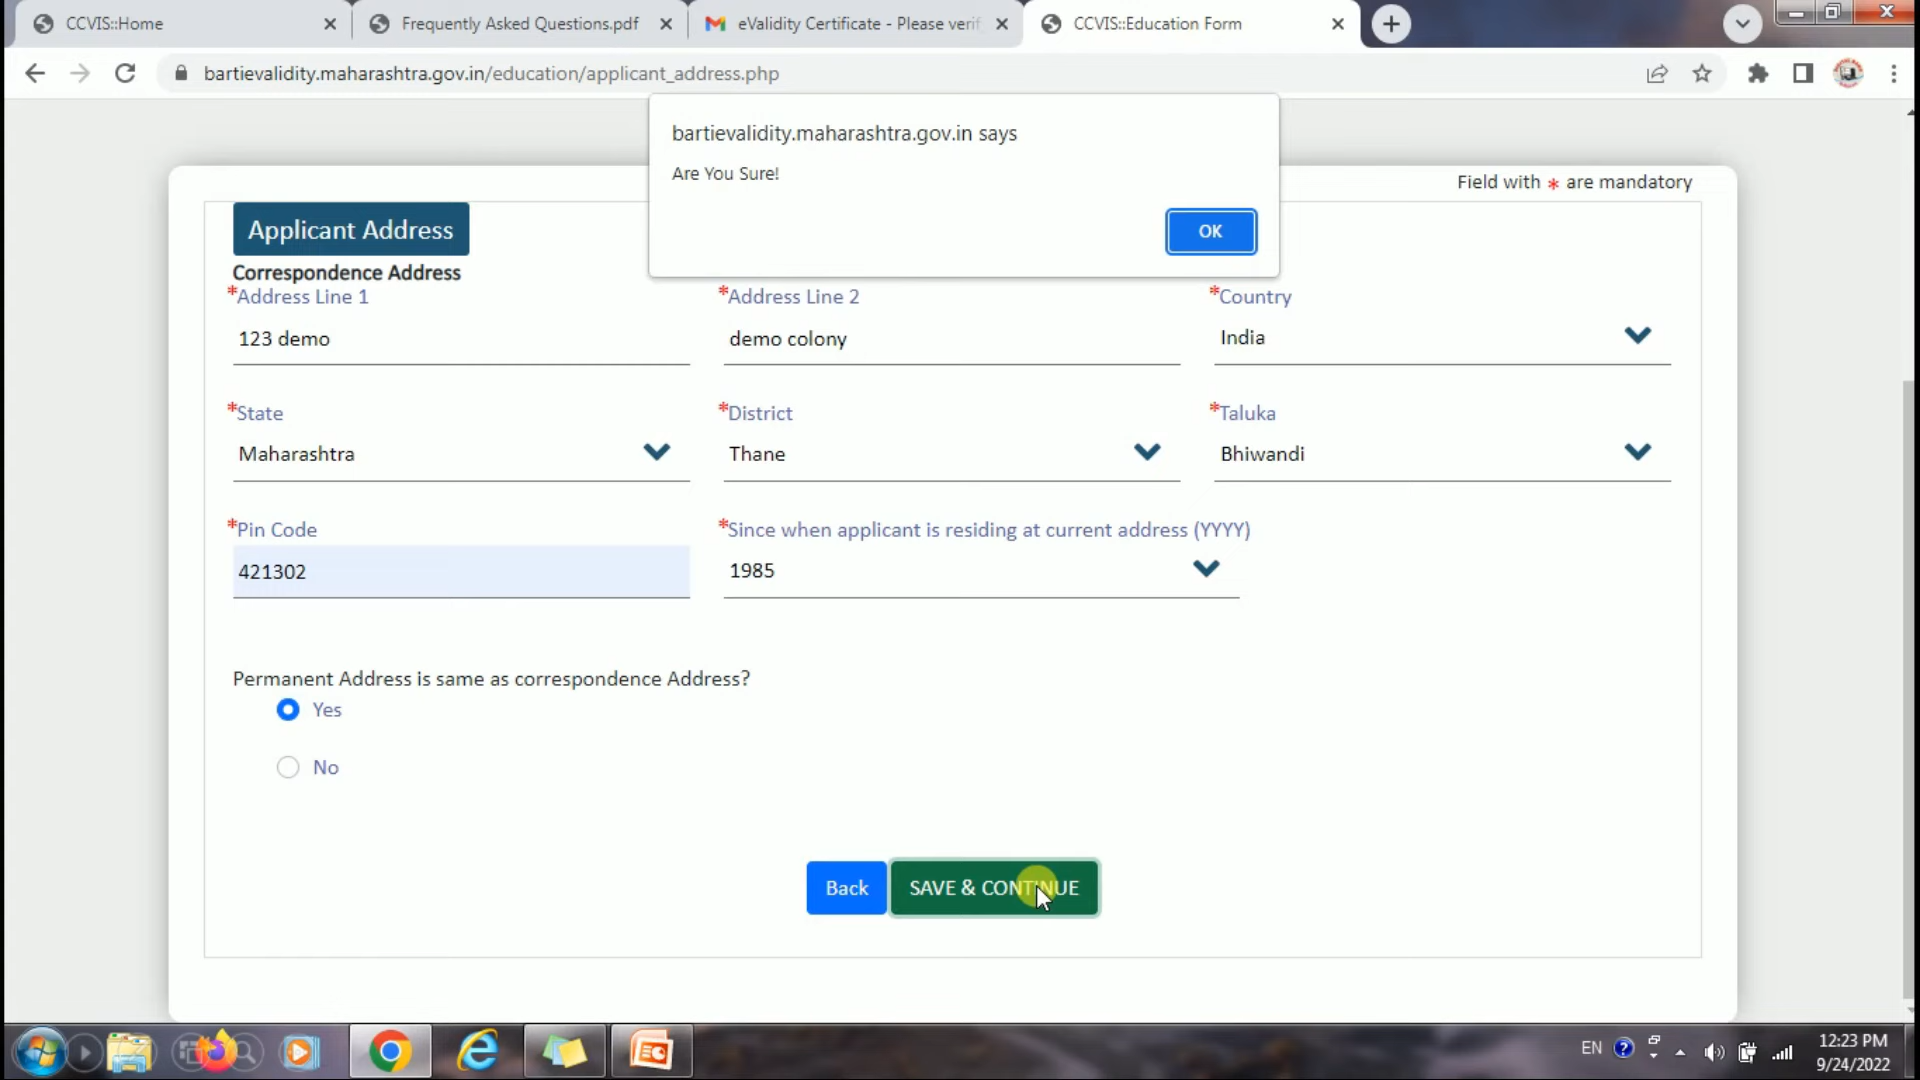 CCVIS::Home
Frequently Asked Questions.pdf
eValidity Certificate - Please verif
CCVIS::Education Form
bartievalidity.maharashtra.gov.in/education/applicant_address.php
bartievalidity.maharashtra.gov.in says
Are You Sure!
OK
Field with * are mandatory
Applicant Address
Correspondence Address
*Address Line 1
*Address Line 2
*Country
123 demo
demo colony
India
*State
*District
*Taluka
Maharashtra
Thane
Bhiwandi
*Pin Code
*Since when applicant is residing at current address (YYYY)
421302
1985
Permanent Address is same as correspondence Address?
Yes
No
Back
SAVE & CONTINUE
EN
12:23 PM
9/24/2022